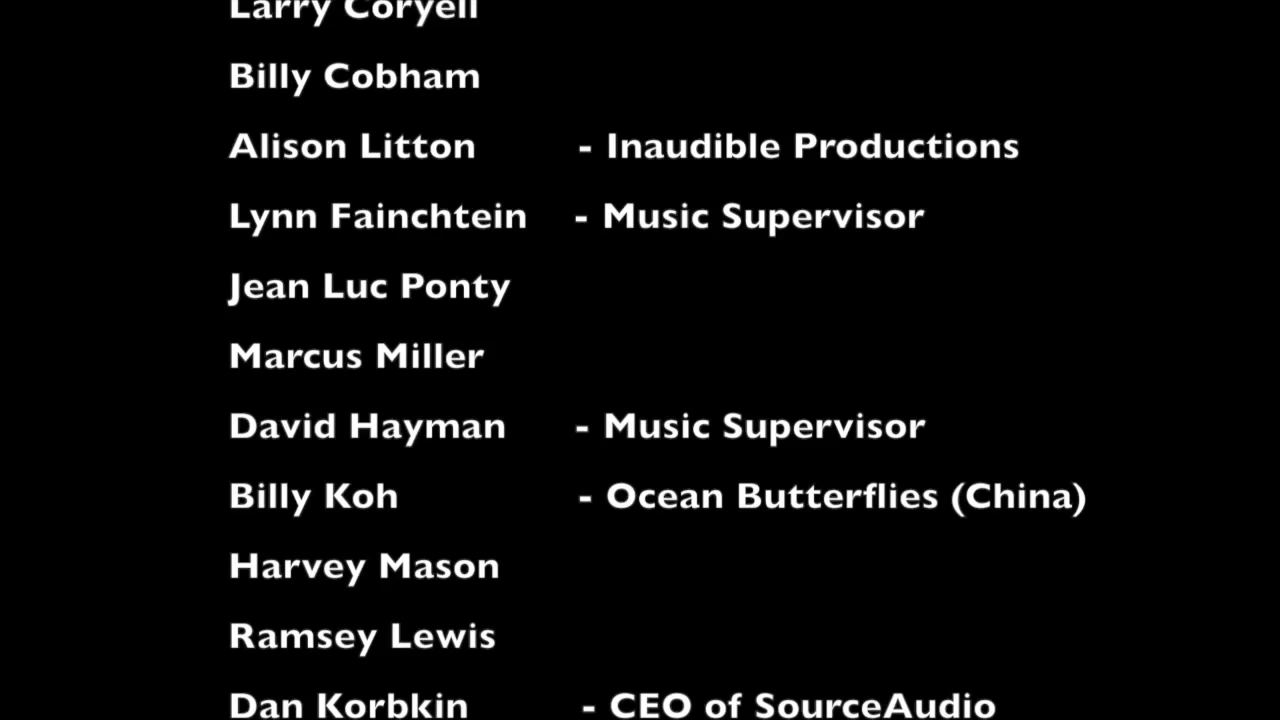 Larry Coryell
Billy Cobham
Alison Litton - Inaudible Productions
Lynn Fainchtein - Music Supervisor
Jean Luc Ponty
Marcus Miller
David Hayman - Music Supervisor
Billy Koh - Ocean Butterflies (China)
Harvey Mason
Ramsey Lewis
Dan Korbkin - CEO of SourceAudio